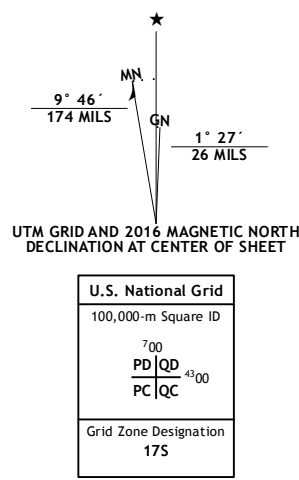 ★
MN
GN
9° 46´
174 MILS
1° 27´
26 MILS
UTM GRID AND 2016 MAGNETIC NORTH
DECLINATION AT CENTER OF SHEET
U.S. National Grid
100,000-m Square ID
⁷00
PD QD
⁴³00
PC QC
Grid Zone Designation
17S